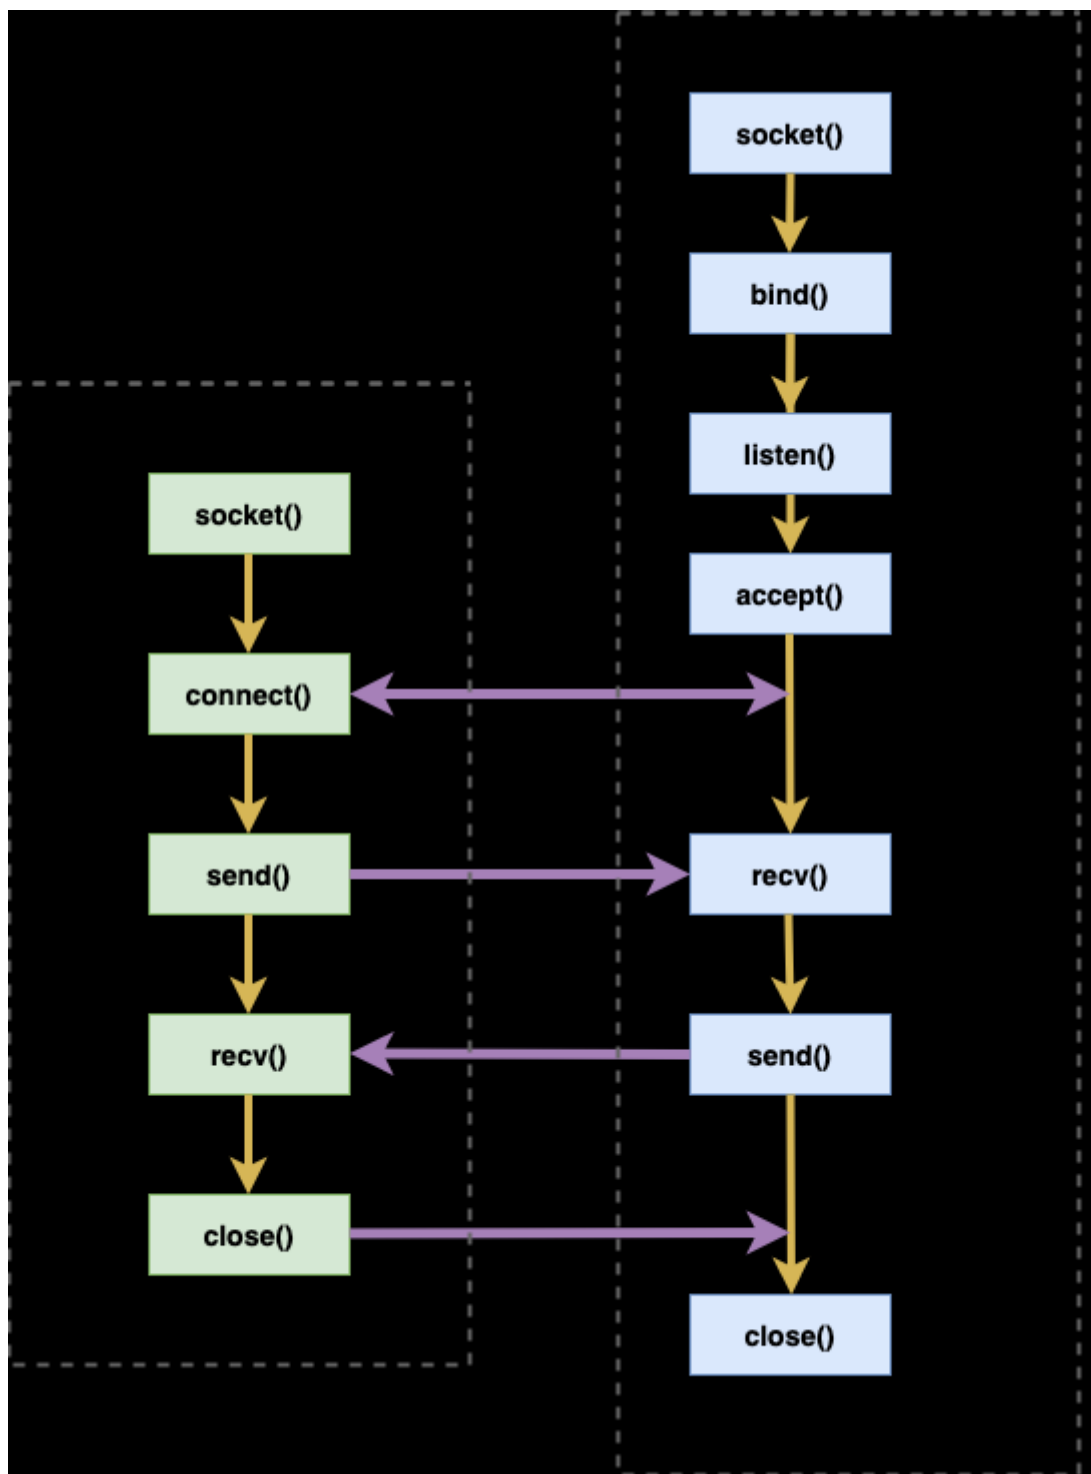 socket()
bind()
listen()
accept()
recv()
send()
close()
socket()
connect()
send()
recv()
close()